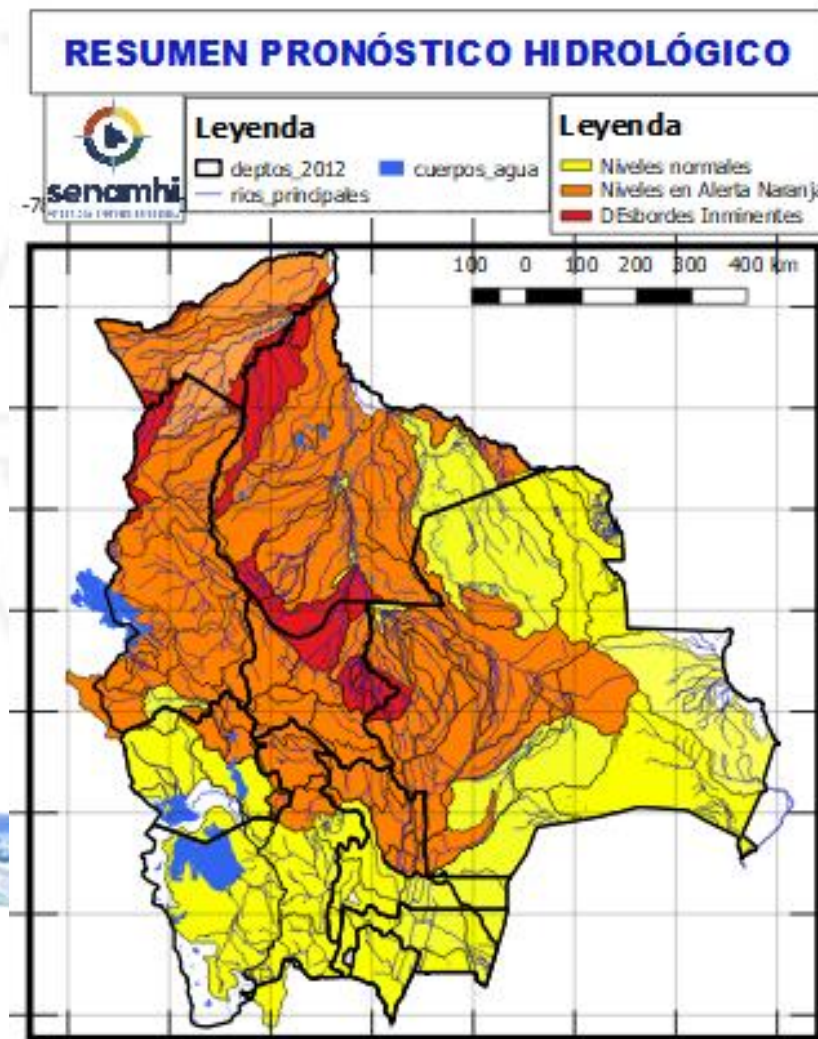 RESUMEN PRONÓSTICO HIDROLÓGICO
senamhi
Leyenda
deptos_2012 cuerpos_agua
rios_principales
Leyenda
Niveles normales
Niveles en Alerta Naranja
DEsbordes Inminentes
100 0 100 200 300 400 km